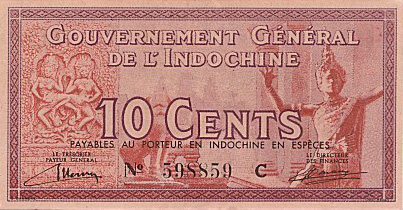 GOUVERNEMENT GÉNÉRAL
DE L'INDOCHINE
10 CENTS
PAYABLES AU PORTEUR EN INDOCHINE EN ESPÈCES
LE TRÉSORIER
PAYEUR GÉNÉRAL
LE DIRECTEUR
DES FINANCES
No 598859 C